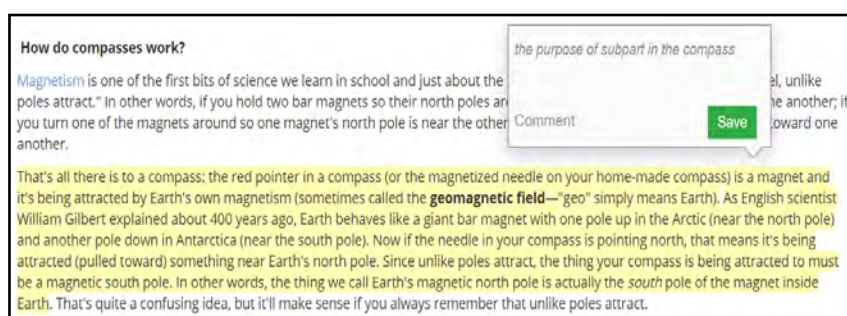 How do compasses work?
the purpose of subpart in the compass
Magnetism is one of the first bits of science we learn in school and just about the el, unlike
poles attract." In other words, if you hold two bar magnets so their north poles are he another; if
you turn one of the magnets around so one magnet's north pole is near the other toward one
another.
Comment
Save
That's all there is to a compass: the red pointer in a compass (or the magnetized needle on your home-made compass) is a magnet and
it's being attracted by Earth's own magnetism (sometimes called the geomagnetic field—"geo" simply means Earth). As English scientist
William Gilbert explained about 400 years ago, Earth behaves like a giant bar magnet with one pole up in the Arctic (near the north pole)
and another pole down in Antarctica (near the south pole). Now if the needle in your compass is pointing north, that means it's being
attracted (pulled toward) something near Earth's north pole. Since unlike poles attract, the thing your compass is being attracted to must
be a magnetic south pole. In other words, the thing we call Earth's magnetic north pole is actually the south pole of the magnet inside
Earth. That's quite a confusing idea, but it'll make sense if you always remember that unlike poles attract.